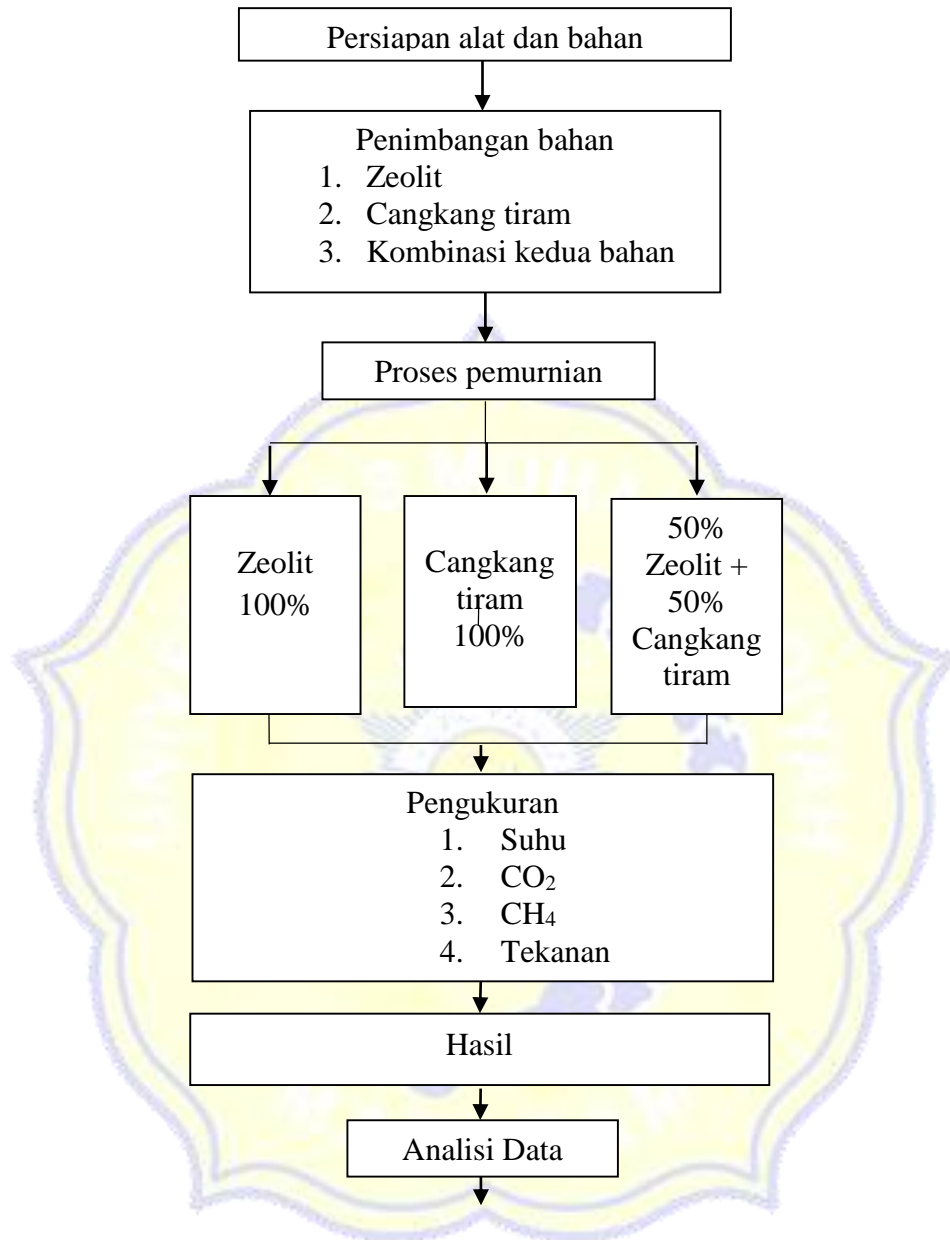 Persiapan alat dan bahan
Penimbangan bahan
1. Zeolit
2. Cangkang tiram
3. Kombinasi kedua bahan
Proses pemurnian
Zeolit
100%
Cangkang
tiram
100%
50%
Zeolit +
50%
Cangkang
tiram
Pengukuran
1. Suhu
2. CO₂
3. CH₄
4. Tekanan
Hasil
Analisi Data